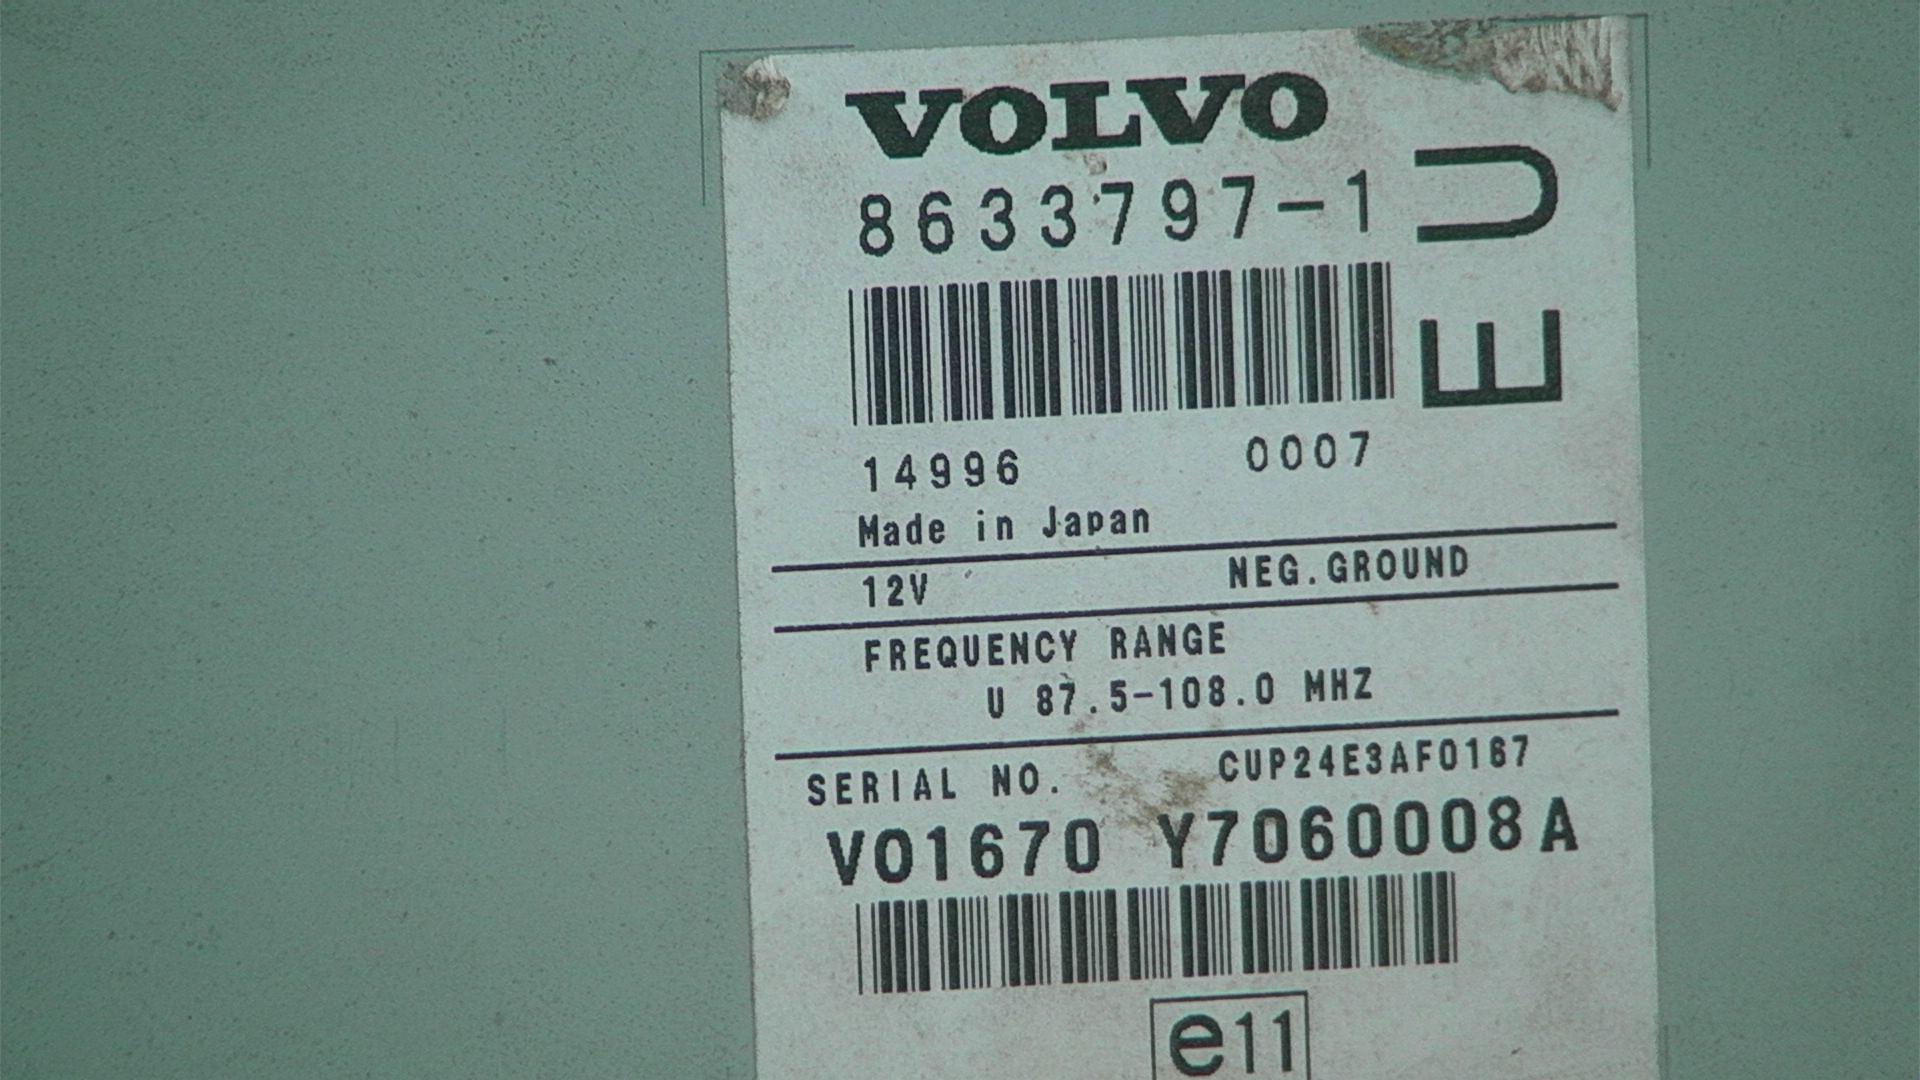 VOLVO
8633797-1
EU
14996 0007
Made in Japan
12V NEG.GROUND
FREQUENCY RANGE
U 87.5-108.0 MHZ
SERIAL NO. CUP24E3AF0167
V01670 Y7060008A
e11